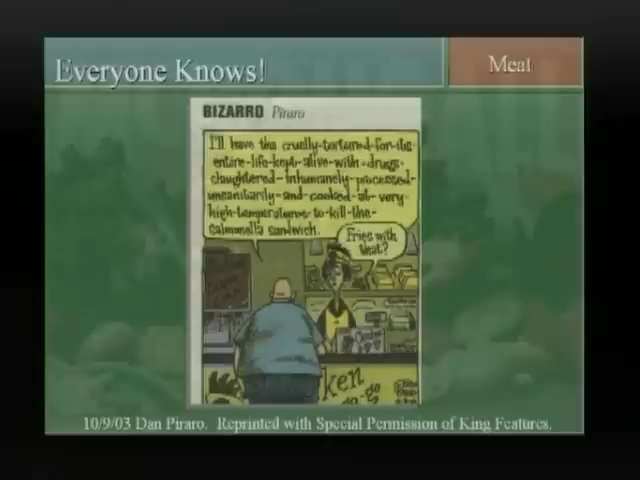 Everyone Knows!
Meat
BIZARRO Piraro
I'll have the cruelly-tortured-for-its-
entire-life-kept-alive-with-drugs-
slaughtered-inhumanely-processed-
unsanitarily-and-cooked-at-very-
high-temperatures-to-kill-the-
salmonella sandwich.
Fries with
that?
ken
10/9/03 Dan Piraro. Reprinted with Special Permission of King Features.